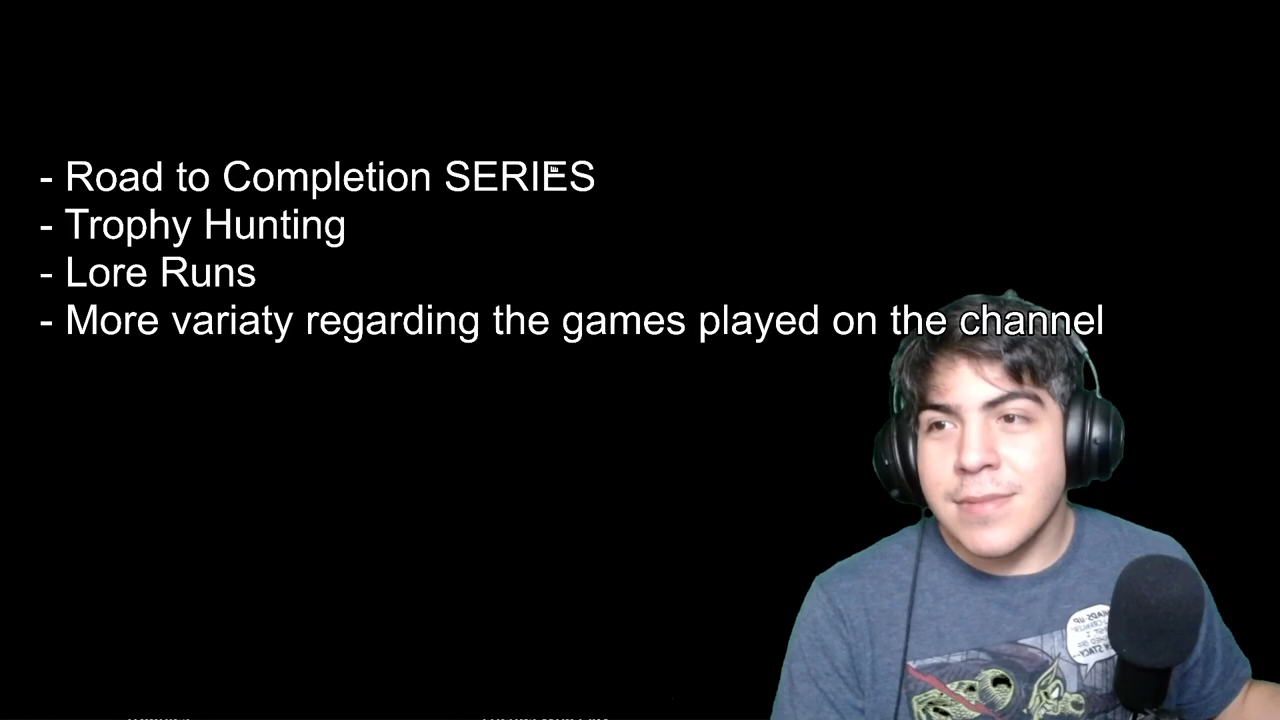 - Road to Completion SERIES
- Trophy Hunting
- Lore Runs
- More variaty regarding the games played on the channel